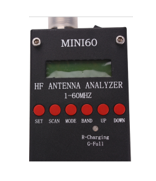 MINI60
HF ANTENNA ANALYZER
1-60MHZ
SET SCAN MODE BAND UP DOWN
R-Charging
G-Full